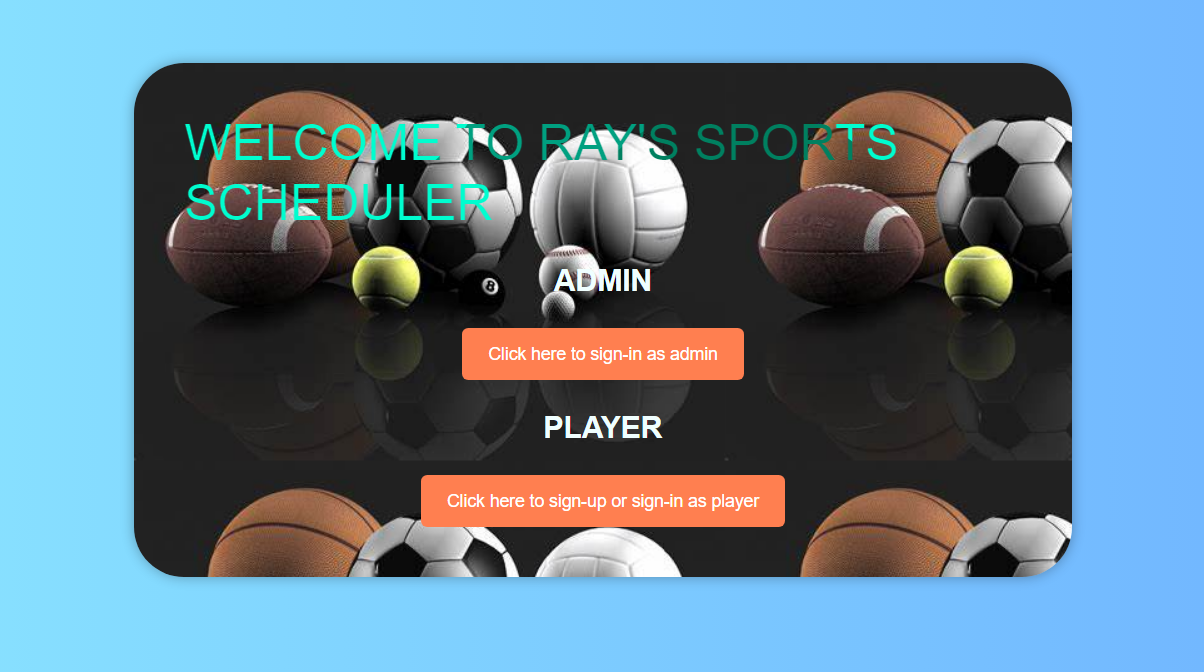 WELCOME TO RAY'S SPORTS
SCHEDULER
ADMIN
Click here to sign-in as admin
PLAYER
Click here to sign-up or sign-in as player
8